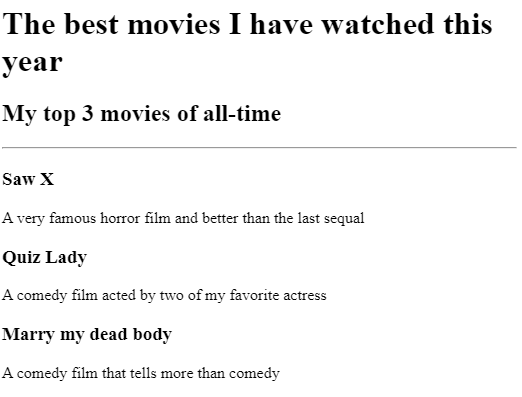 The best movies I have watched this
year
My top 3 movies of all-time
Saw X
A very famous horror film and better than the last sequal
Quiz Lady
A comedy film acted by two of my favorite actress
Marry my dead body
A comedy film that tells more than comedy